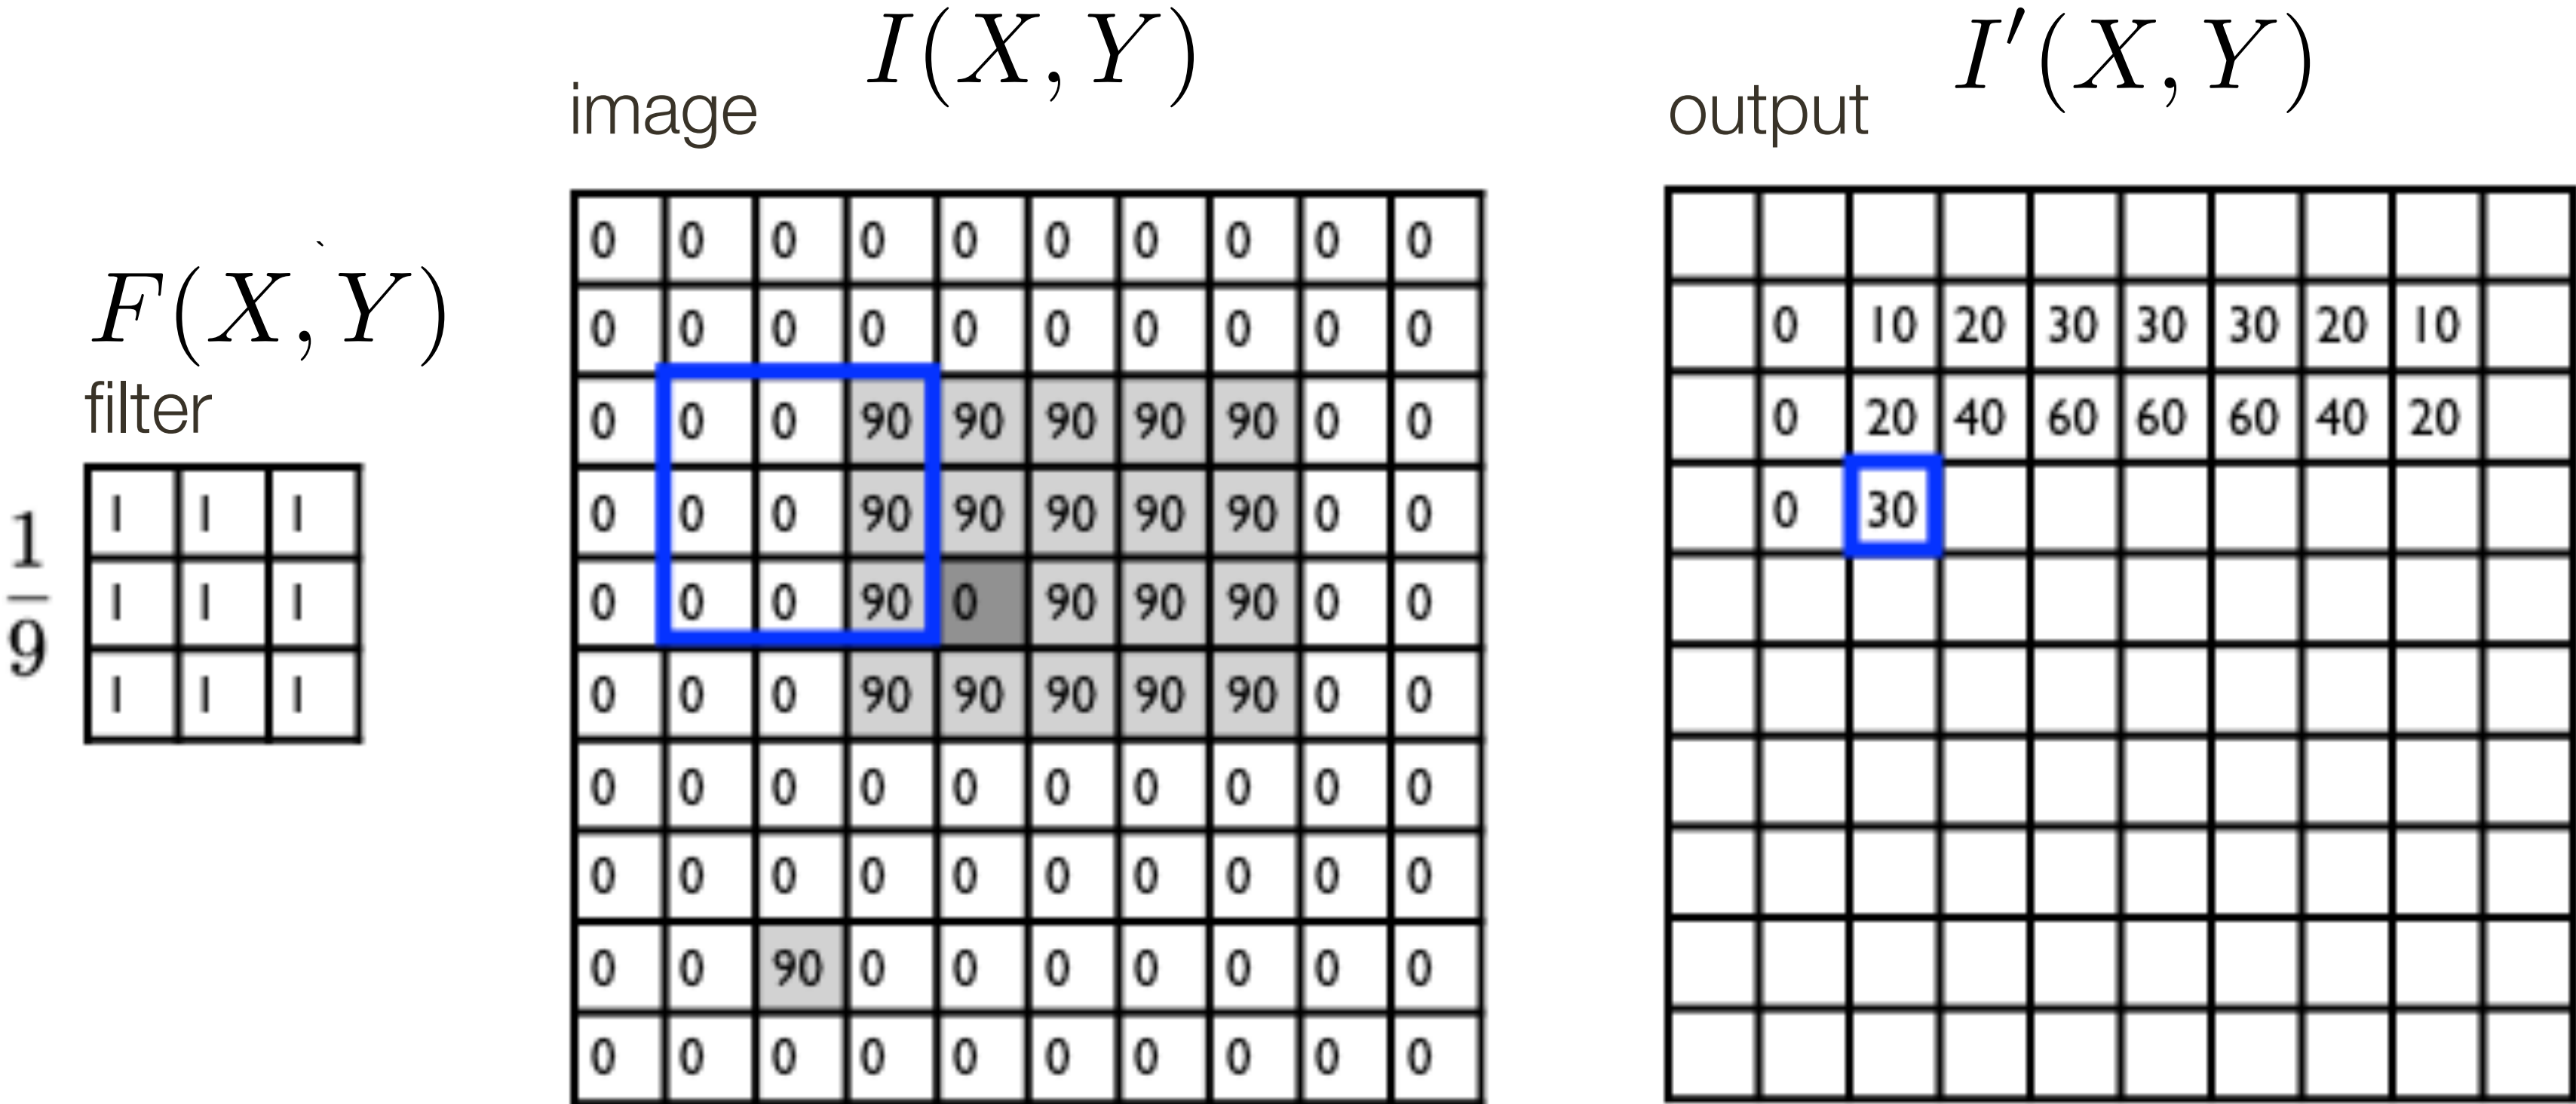 I(X, Y)
image
I′(X, Y)
output
F(X, Y)
filter
1/9
1 1 1
1 1 1
1 1 1
0 0 0 0 0 0 0 0 0 0
0 0 0 0 0 0 0 0 0 0
0 0 0 90 90 90 90 90 0 0
0 0 0 90 90 90 90 90 0 0
0 0 0 90 0 90 90 90 0 0
0 0 0 90 90 90 90 90 0 0
0 0 0 0 0 0 0 0 0 0
0 0 0 0 0 0 0 0 0 0
0 0 90 0 0 0 0 0 0 0
0 0 0 0 0 0 0 0 0 0
0 10 20 30 30 30 20 10
0 20 40 60 60 60 40 20
0 30